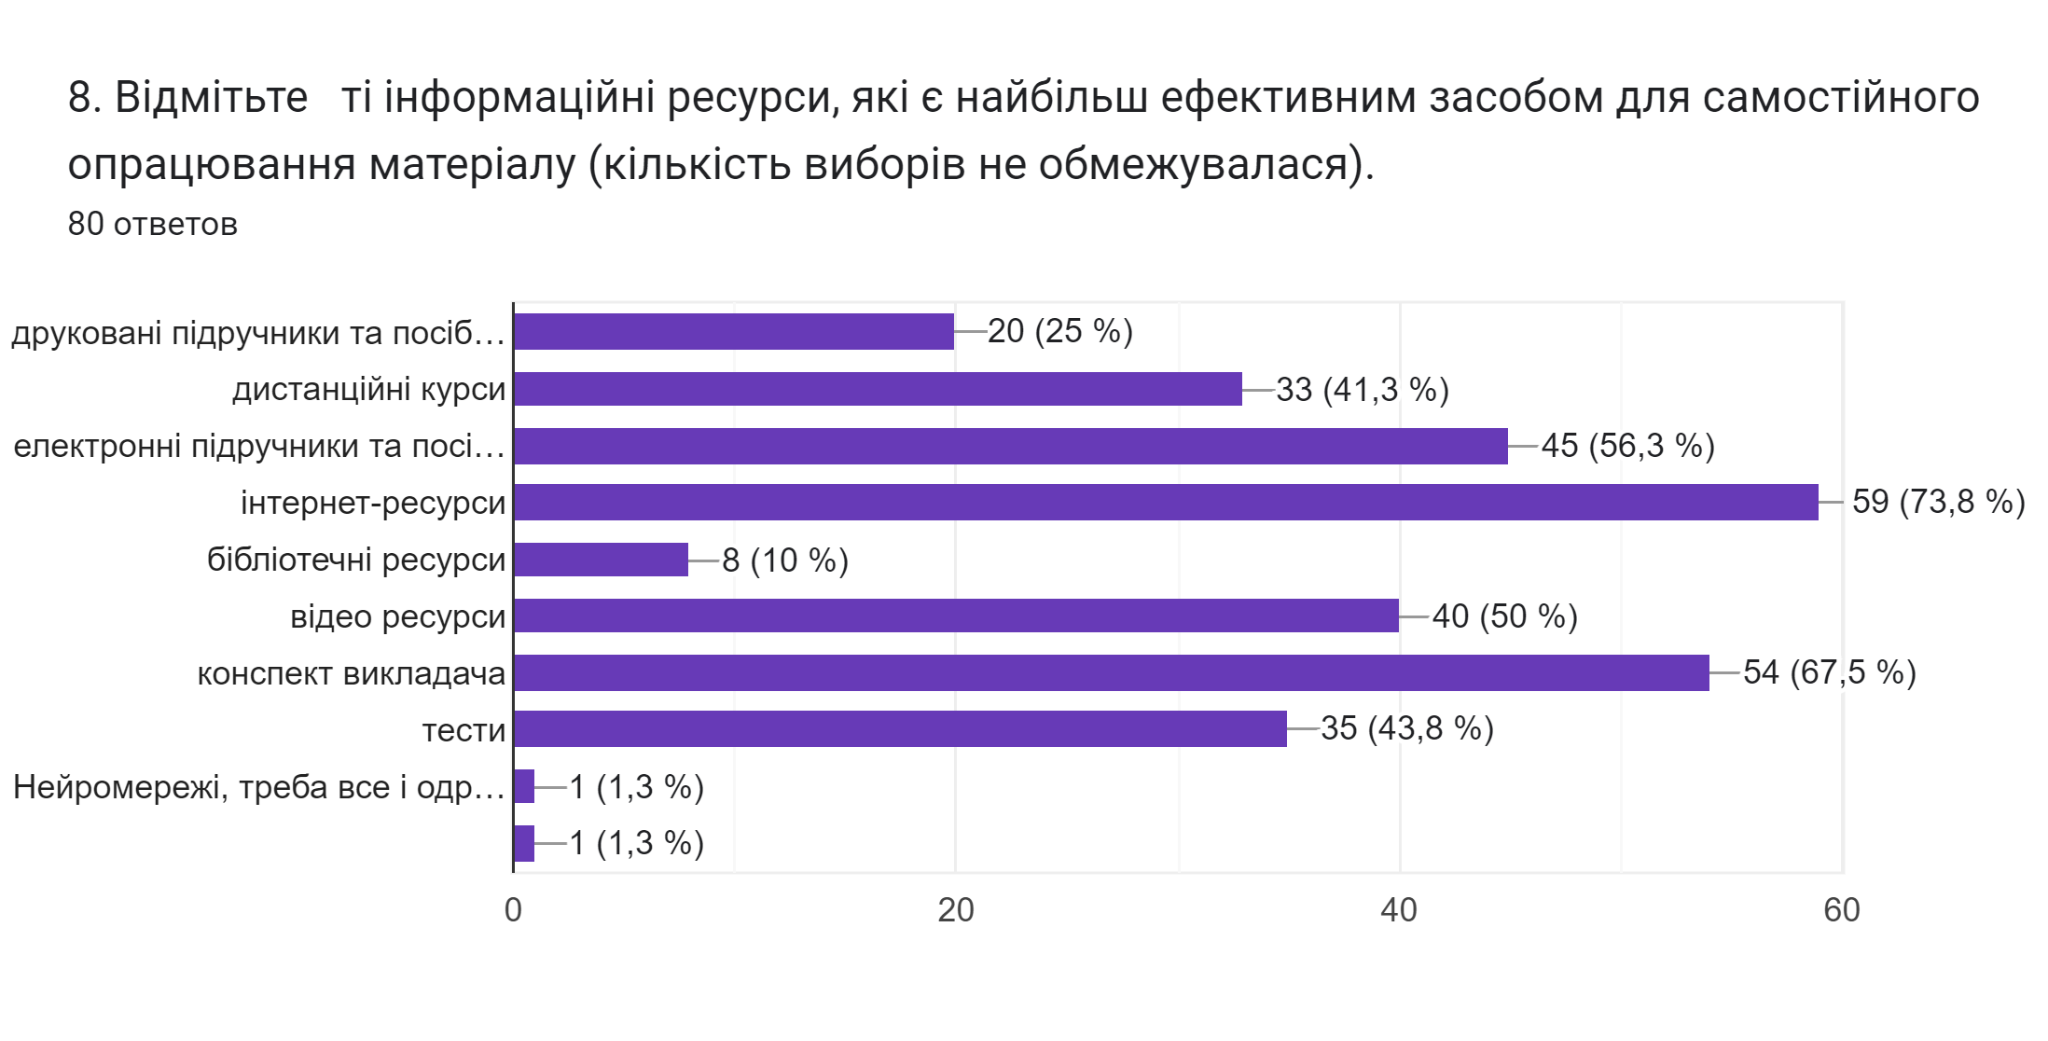 8. Відмітьте   ті інформаційні ресурси, які є найбільш ефективним засобом для самостійного
опрацювання матеріалу (кількість виборів не обмежувалася).
80 ответов
друковані підручники та посіб… 20 (25 %)
дистанційні курси 33 (41,3 %)
електронні підручники та посі… 45 (56,3 %)
інтернет-ресурси 59 (73,8 %)
бібліотечні ресурси 8 (10 %)
відео ресурси 40 (50 %)
конспект викладача 54 (67,5 %)
тести 35 (43,8 %)
Нейромережі, треба все і одр… 1 (1,3 %)
1 (1,3 %)
0 20 40 60